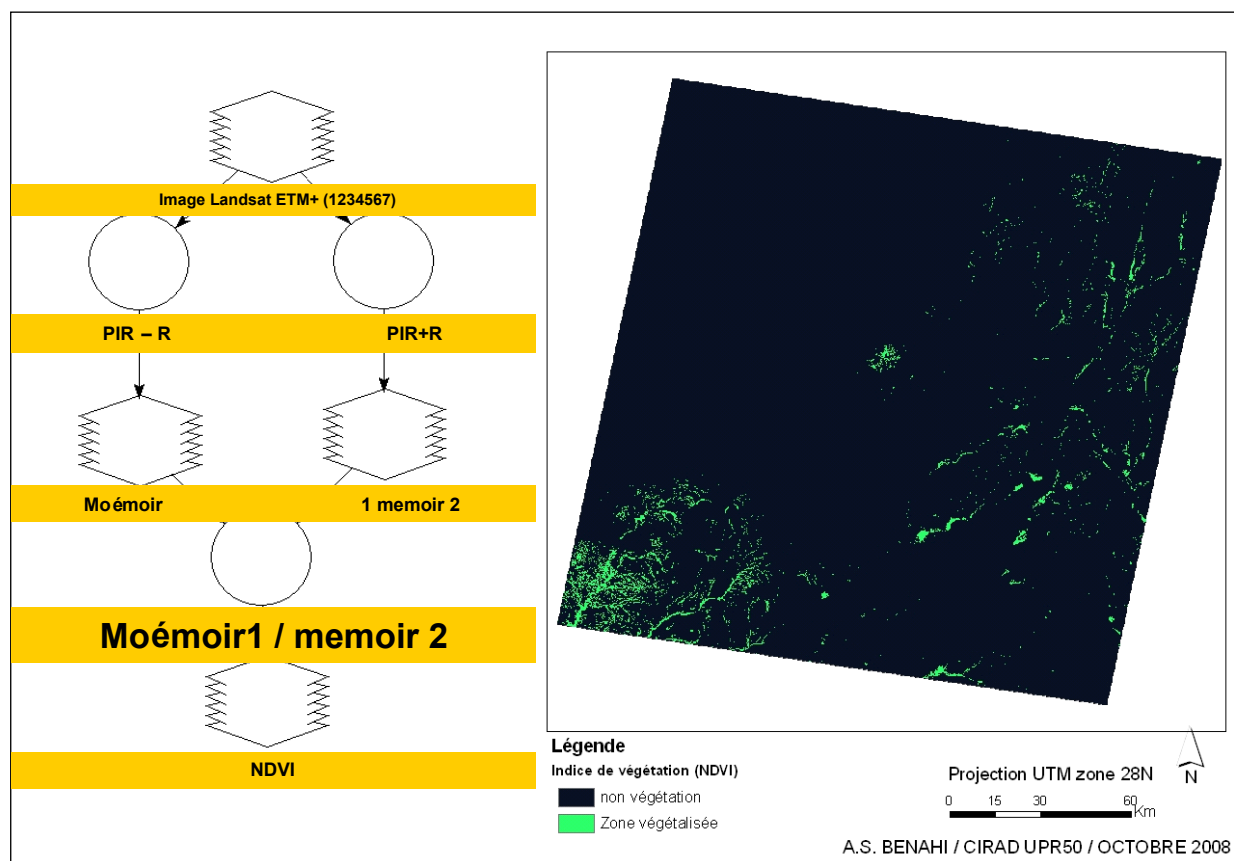 Image Landsat ETM+ (1234567)
PIR – R PIR+R
Moémoir 1 memoir 2
Moémoir1 / memoir 2
NDVI
Légende
Indice de végétation (NDVI)
non végétation
Zone végétalisée
Projection UTM zone 28N
0 15 30 60
Km
N
A.S. BENAHI / CIRAD UPR50 / OCTOBRE 2008